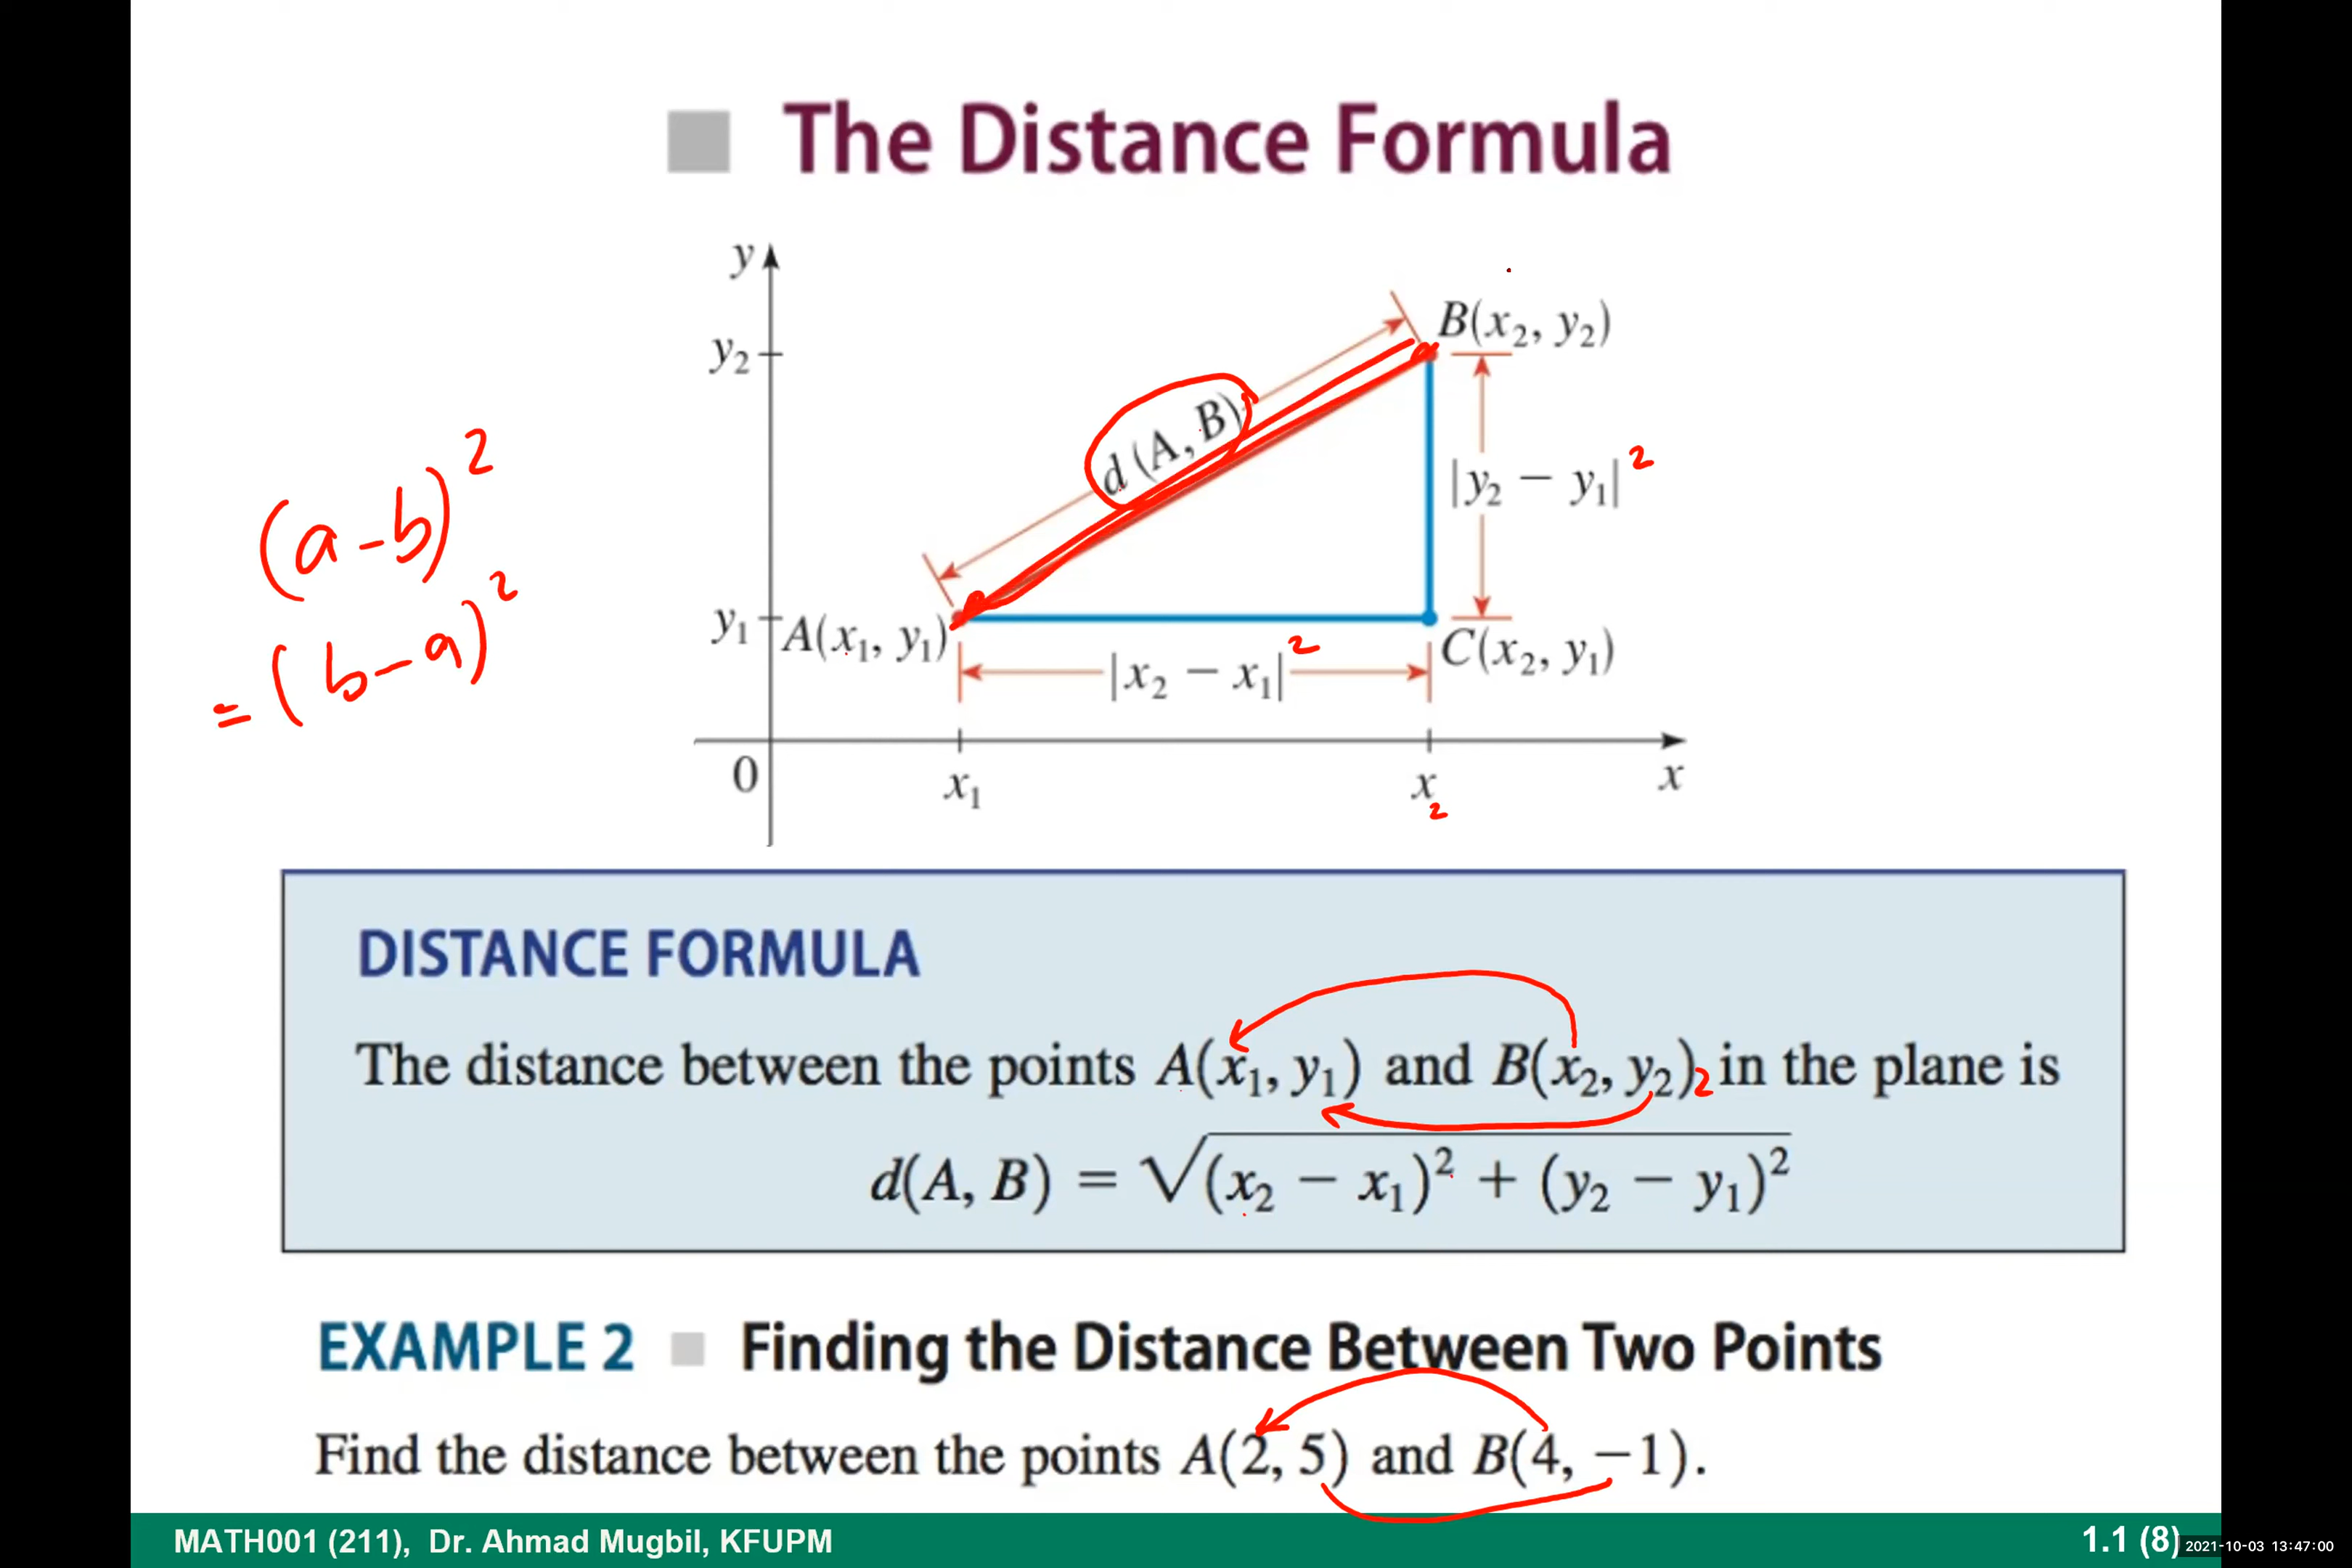 The Distance Formula
y
B(x₂, y₂)
y₂
d (A, B)
(a-b)²
|y₂ − y₁|²
= (b-a)²
y₁
A(x₁, y₁)
C(x₂, y₁)
|x₂ − x₁|²
0
x₁
x₂
x
DISTANCE FORMULA
The distance between the points A(x₁, y₁) and B(x₂, y₂)₂ in the plane is
d(A, B) = √(x₂ − x₁)² + (y₂ − y₁)²
EXAMPLE 2 Finding the Distance Between Two Points
Find the distance between the points A(2, 5) and B(4, −1).
MATH001 (211), Dr. Ahmad Mugbil, KFUPM
1.1 (8)
2021-10-03 13:47:00